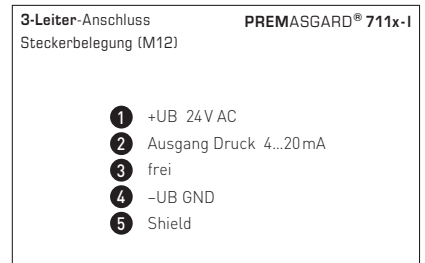 3-Leiter-Anschluss
PREMASGARD® 711x-I
Steckerbelegung (M12)
1 +UB 24 V AC
2 Ausgang Druck 4...20 mA
3 frei
4 –UB GND
5 Shield